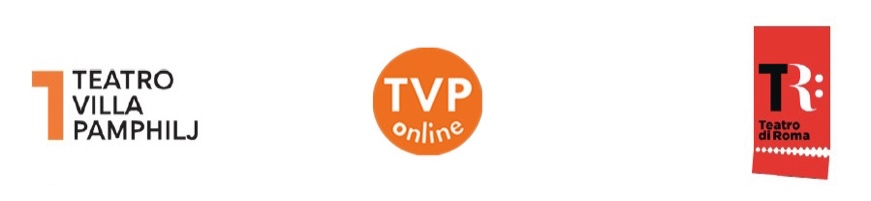 TEATRO
VILLA
PAMPHILJ
TVP
online
TR:
Teatro
di Roma